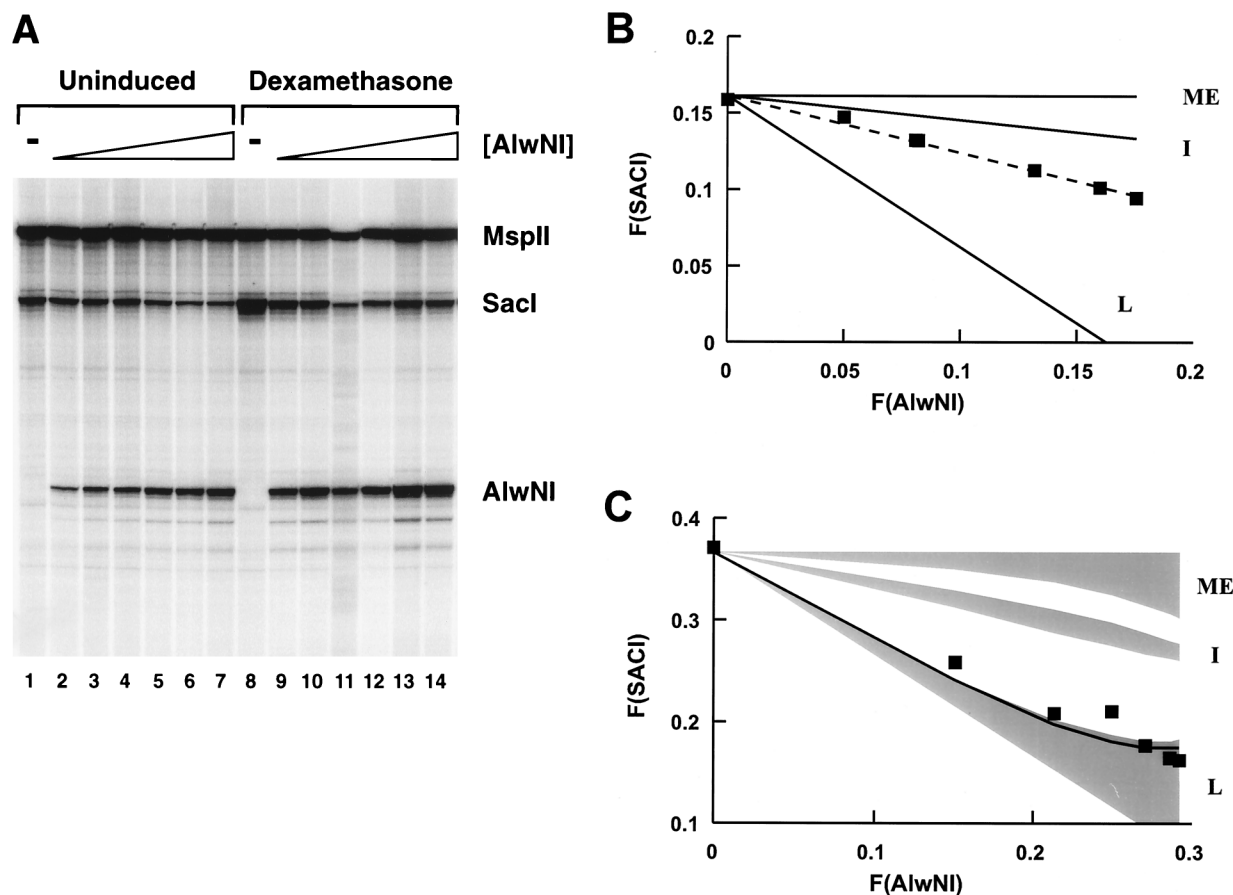 A
Uninduced Dexamethasone
- - [AlwNI]
MspII
SacI
AlwNI
1 2 3 4 5 6 7 8 9 10 11 12 13 14
B
0.2
0.15
0.1
0.05
0
F(SACI)
ME
I
L
0 0.05 0.1 0.15 0.2
F(AlwNI)
C
0.4
0.3
0.2
0.1
F(SACI)
ME
I
L
0 0.1 0.2 0.3
F(AlwNI)